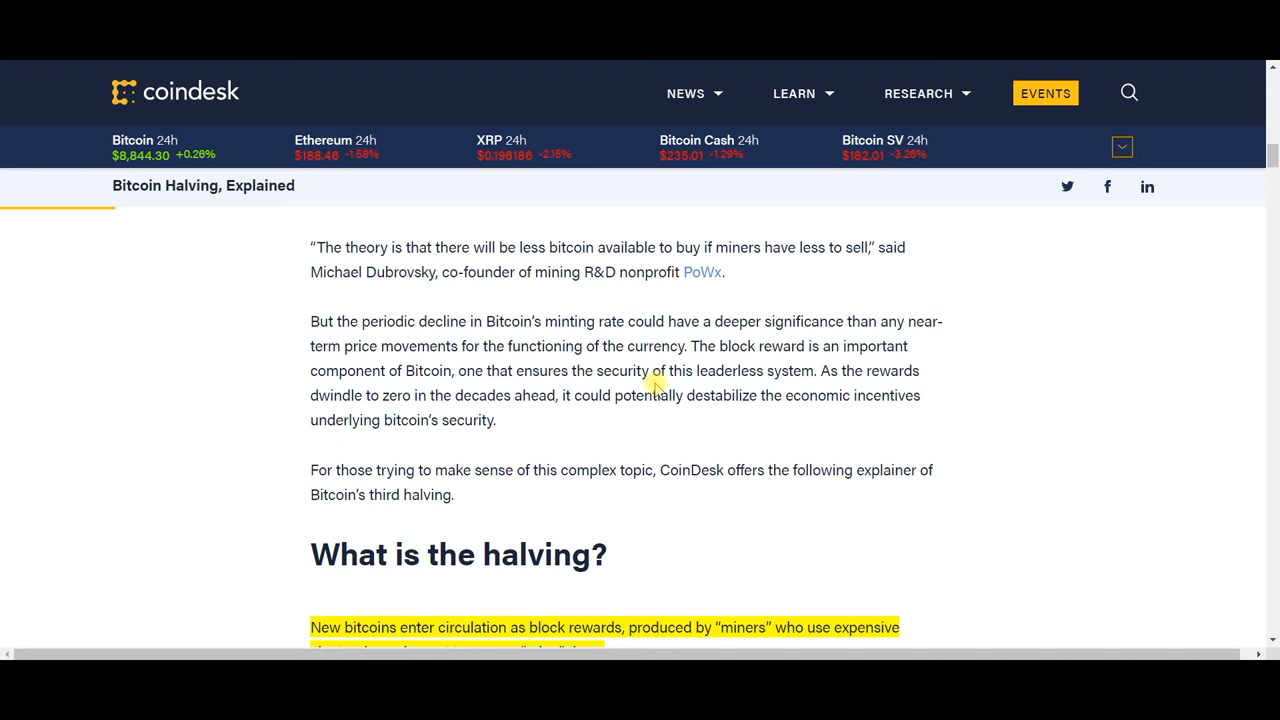 coindesk
NEWS
LEARN
RESEARCH
EVENTS
Bitcoin 24h
$8,844.30 +0.26%
Ethereum 24h
$188.46 -1.58%
XRP 24h
$0.196186 -2.15%
Bitcoin Cash 24h
$235.01 -1.29%
Bitcoin SV 24h
$182.01 -3.26%
Bitcoin Halving, Explained
“The theory is that there will be less bitcoin available to buy if miners have less to sell,” said
Michael Dubrovsky, co-founder of mining R&D nonprofit PoWx.
But the periodic decline in Bitcoin’s minting rate could have a deeper significance than any near-
term price movements for the functioning of the currency. The block reward is an important
component of Bitcoin, one that ensures the security of this leaderless system. As the rewards
dwindle to zero in the decades ahead, it could potentially destabilize the economic incentives
underlying bitcoin’s security.
For those trying to make sense of this complex topic, CoinDesk offers the following explainer of
Bitcoin’s third halving.
What is the halving?
New bitcoins enter circulation as block rewards, produced by “miners” who use expensive